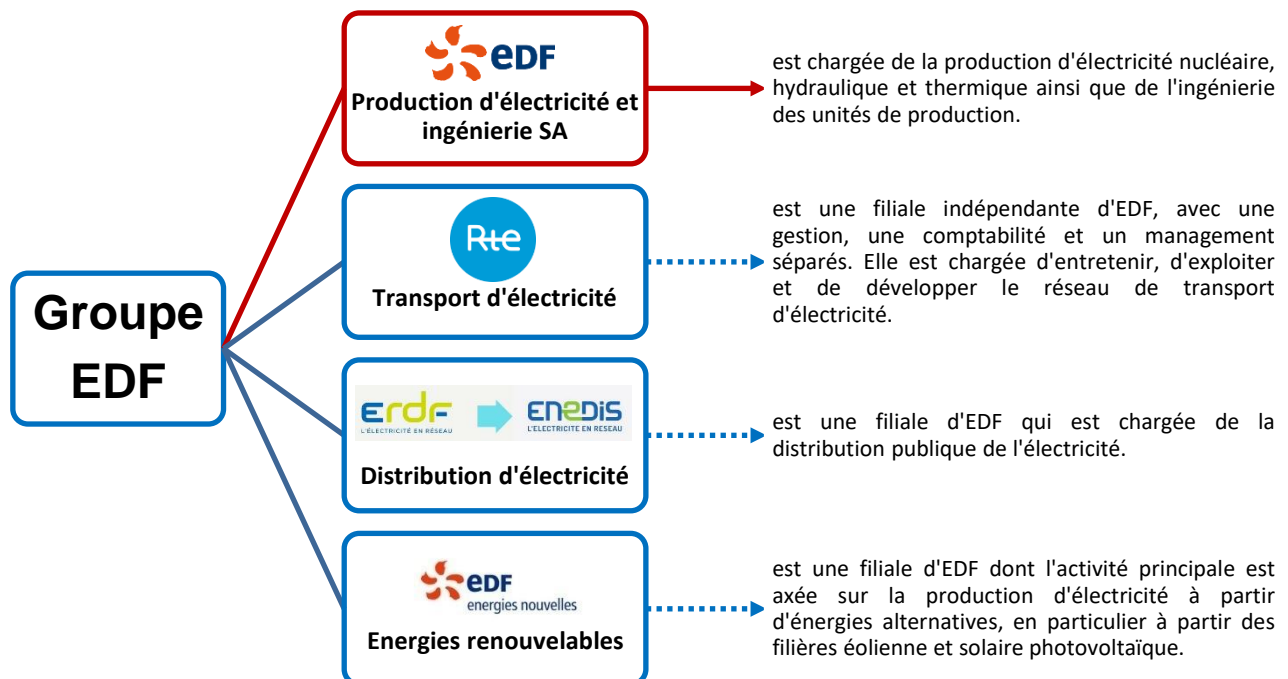 Groupe
EDF
eDF
Production d'électricité et
ingénierie SA
est chargée de la production d'électricité nucléaire,
hydraulique et thermique ainsi que de l'ingénierie
des unités de production.
Rte
Transport d'électricité
est une filiale indépendante d'EDF, avec une
gestion, une comptabilité et un management
séparés. Elle est chargée d'entretenir, d'exploiter
et de développer le réseau de transport
d'électricité.
erdf
L'ÉLECTRICITÉ EN RÉSEAU
ENEDIS
L'ELECTRICITE EN RESEAU
Distribution d'électricité
est une filiale d'EDF qui est chargée de la
distribution publique de l'électricité.
eDF
energies nouvelles
Energies renouvelables
est une filiale d'EDF dont l'activité principale est
axée sur la production d'électricité à partir
d'énergies alternatives, en particulier à partir des
filières éolienne et solaire photovoltaïque.